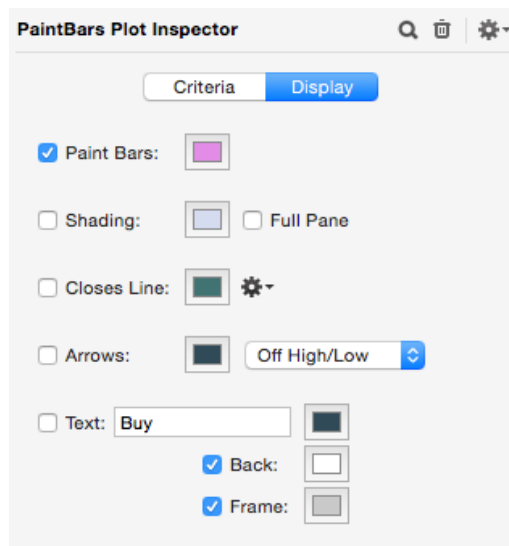 PaintBars Plot Inspector
Criteria Display
Paint Bars:
Shading: Full Pane
Closes Line:
Arrows: Off High/Low
Text: Buy
Back:
Frame: